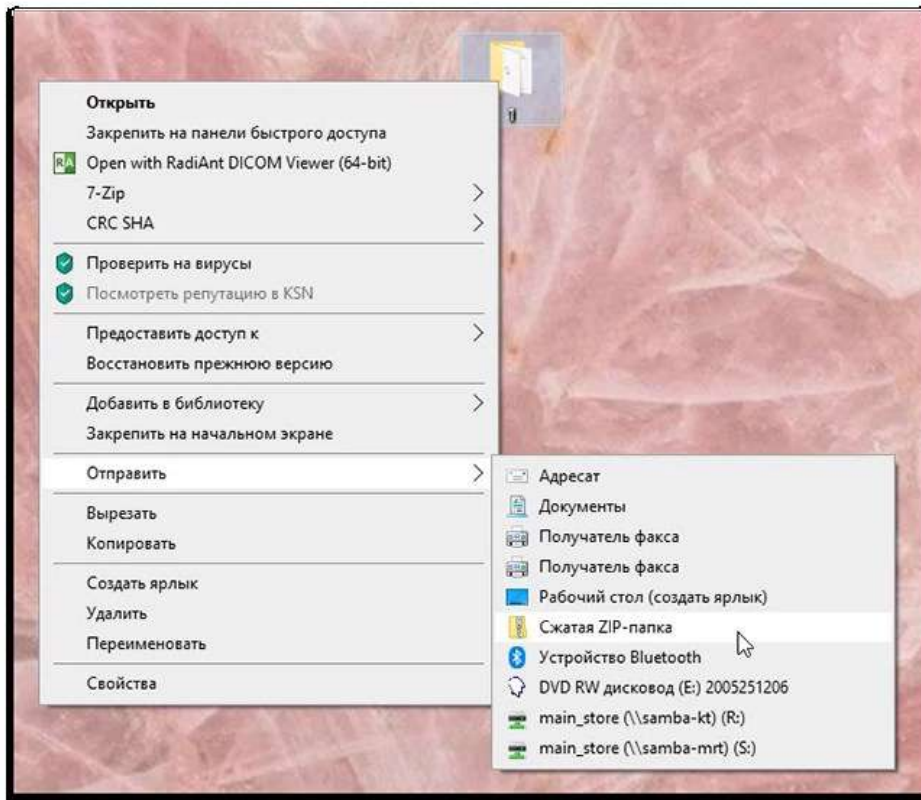 Открыть
Закрепить на панели быстрого доступа
RA Open with RadiAnt DICOM Viewer (64-bit)
7-Zip
CRC SHA
Проверить на вирусы
Посмотреть репутацию в KSN
Предоставить доступ к
Восстановить прежнюю версию
Добавить в библиотеку
Закрепить на начальном экране
Отправить
Вырезать
Копировать
Создать ярлык
Удалить
Переименовать
Свойства
Адресат
Документы
Получатель факса
Получатель факса
Рабочий стол (создать ярлык)
Сжатая ZIP-папка
Устройство Bluetooth
DVD RW дисковод (E:) 2005251206
main_store (\\samba-kt) (R:)
main_store (\\samba-mrt) (S:)